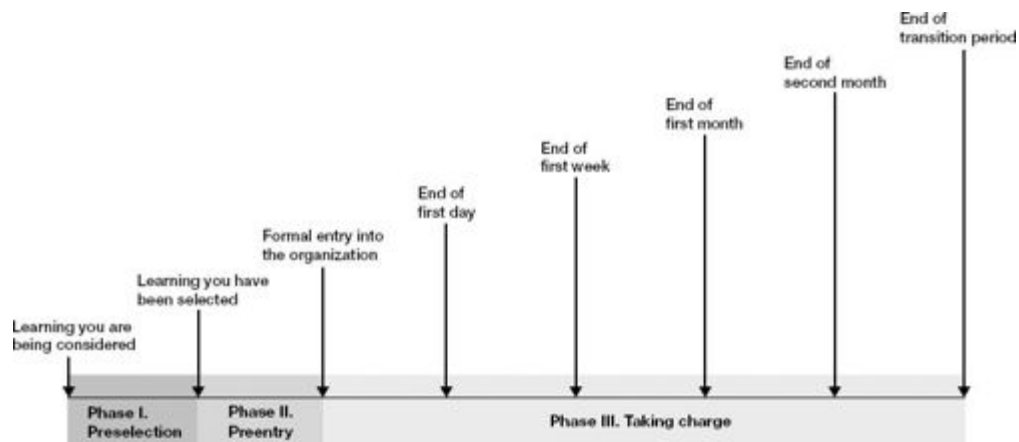 End of
transition period
End of
second month
End of
first month
End of
first week
End of
first day
Formal entry into
the organization
Learning you have
been selected
Learning you are
being considered
Phase I.
Preselection
Phase II.
Preentry
Phase III. Taking charge